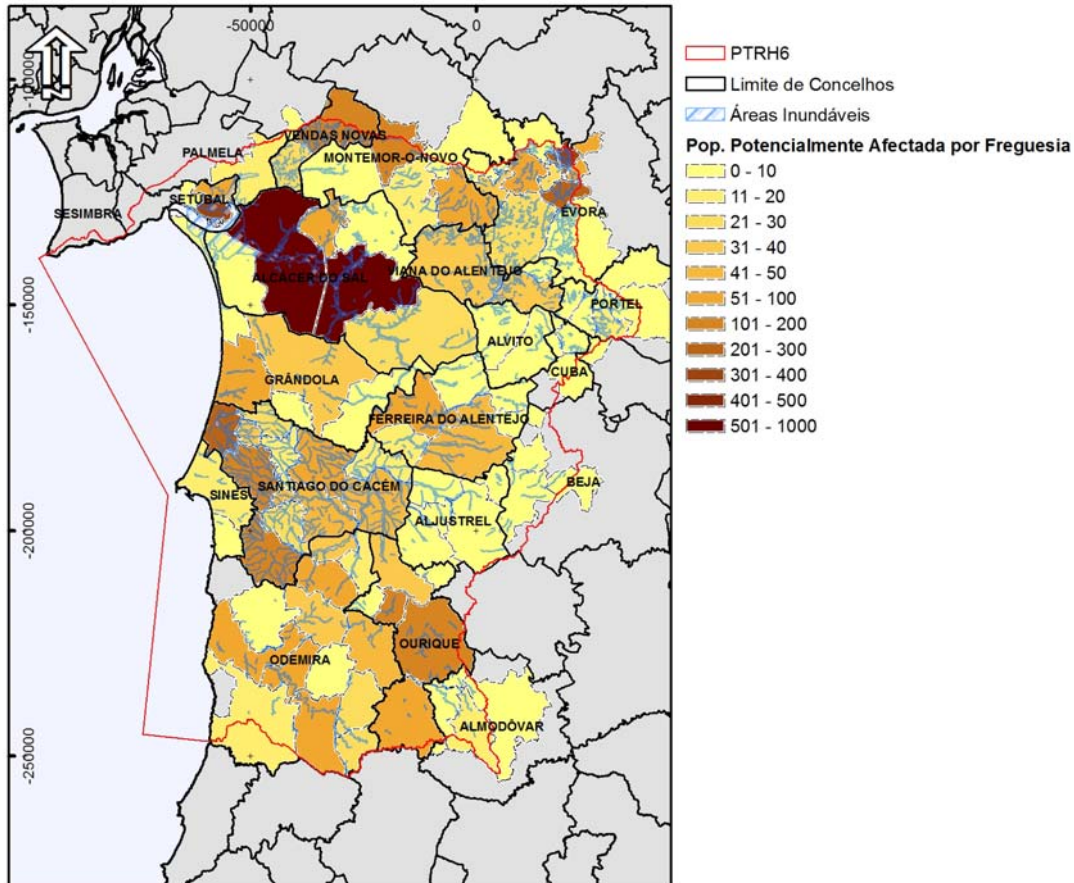 -50000
0
-100000
-150000
-200000
-250000
VENDAS NOVAS
PALMELA
MONTEMOR-O-NOVO
SETÚBAL
SESIMBRA
ÉVORA
ALCÁCER DO SAL
VIANA DO ALENTEJO
PORTEL
ALVITO
CUBA
GRÂNDOLA
FERREIRA DO ALENTEJO
BEJA
SANTIAGO DO CACÉM
SINES
ALJUSTREL
OURIQUE
ODEMIRA
ALMODÔVAR
PTRH6
Limite de Concelhos
Áreas Inundáveis
Pop. Potencialmente Afectada por Freguesia
0 - 10
11 - 20
21 - 30
31 - 40
41 - 50
51 - 100
101 - 200
201 - 300
301 - 400
401 - 500
501 - 1000